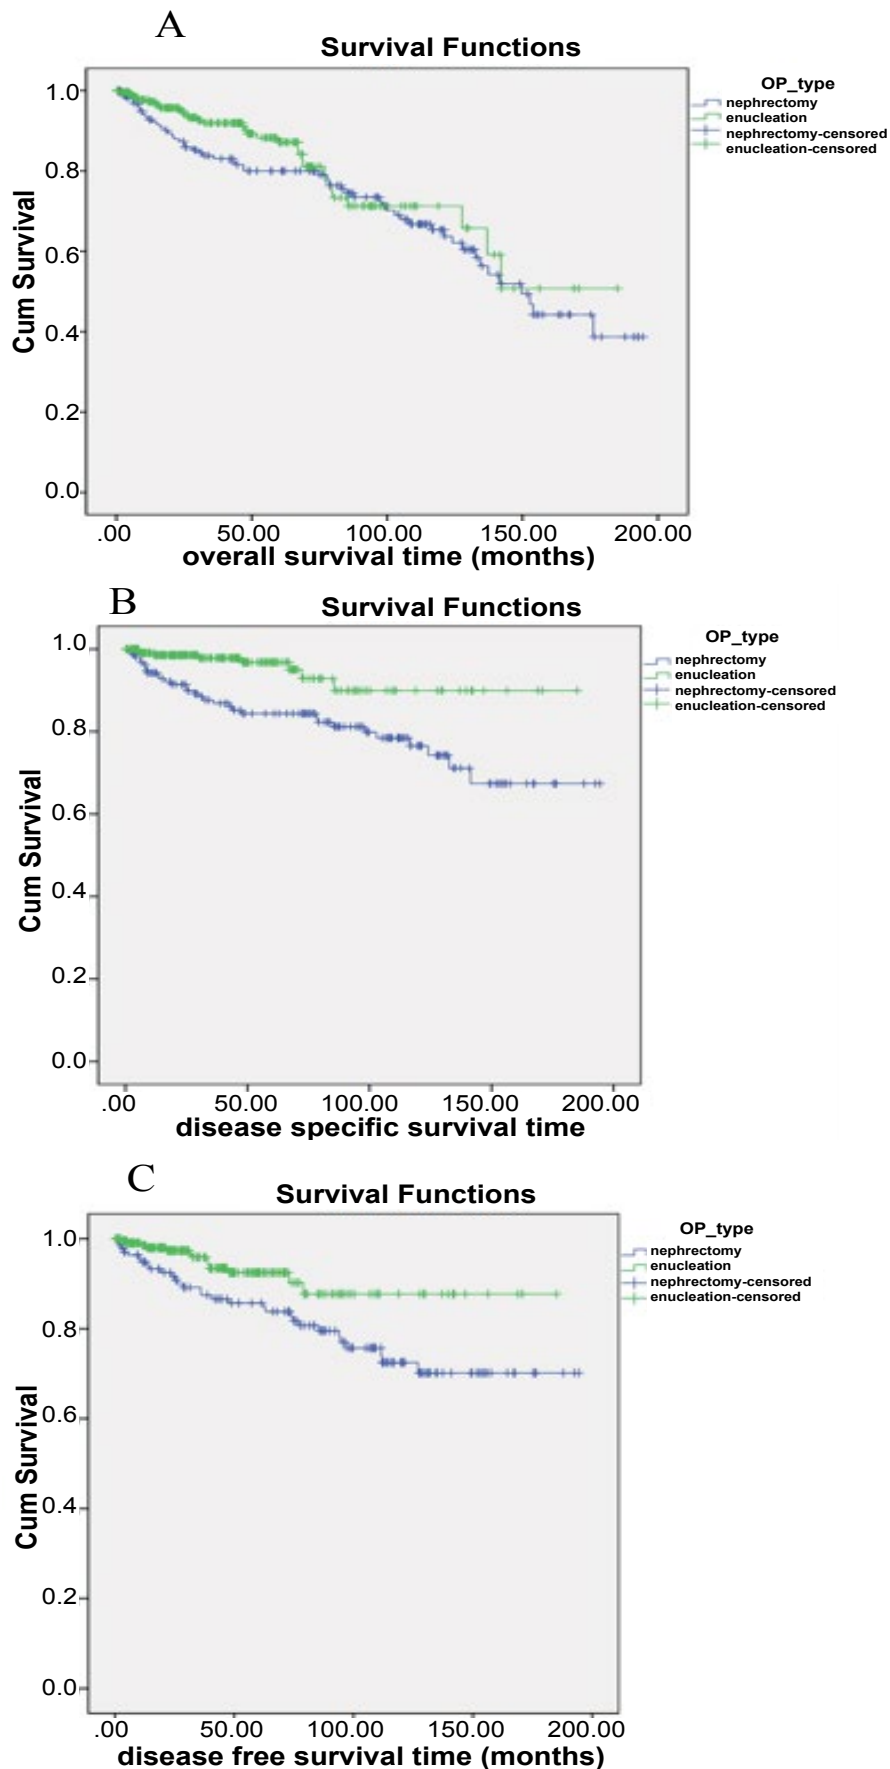 A
Survival Functions
OP_type
nephrectomy
enucleation
nephrectomy-censored
enucleation-censored
Cum Survival
1.0
0.8
0.6
0.4
0.2
0.0
.00 50.00 100.00 150.00 200.00
overall survival time (months)
B
Survival Functions
OP_type
nephrectomy
enucleation
nephrectomy-censored
enucleation-censored
Cum Survival
1.0
0.8
0.6
0.4
0.2
0.0
.00 50.00 100.00 150.00 200.00
disease specific survival time
C
Survival Functions
OP_type
nephrectomy
enucleation
nephrectomy-censored
enucleation-censored
Cum Survival
1.0
0.8
0.6
0.4
0.2
0.0
.00 50.00 100.00 150.00 200.00
disease free survival time (months)